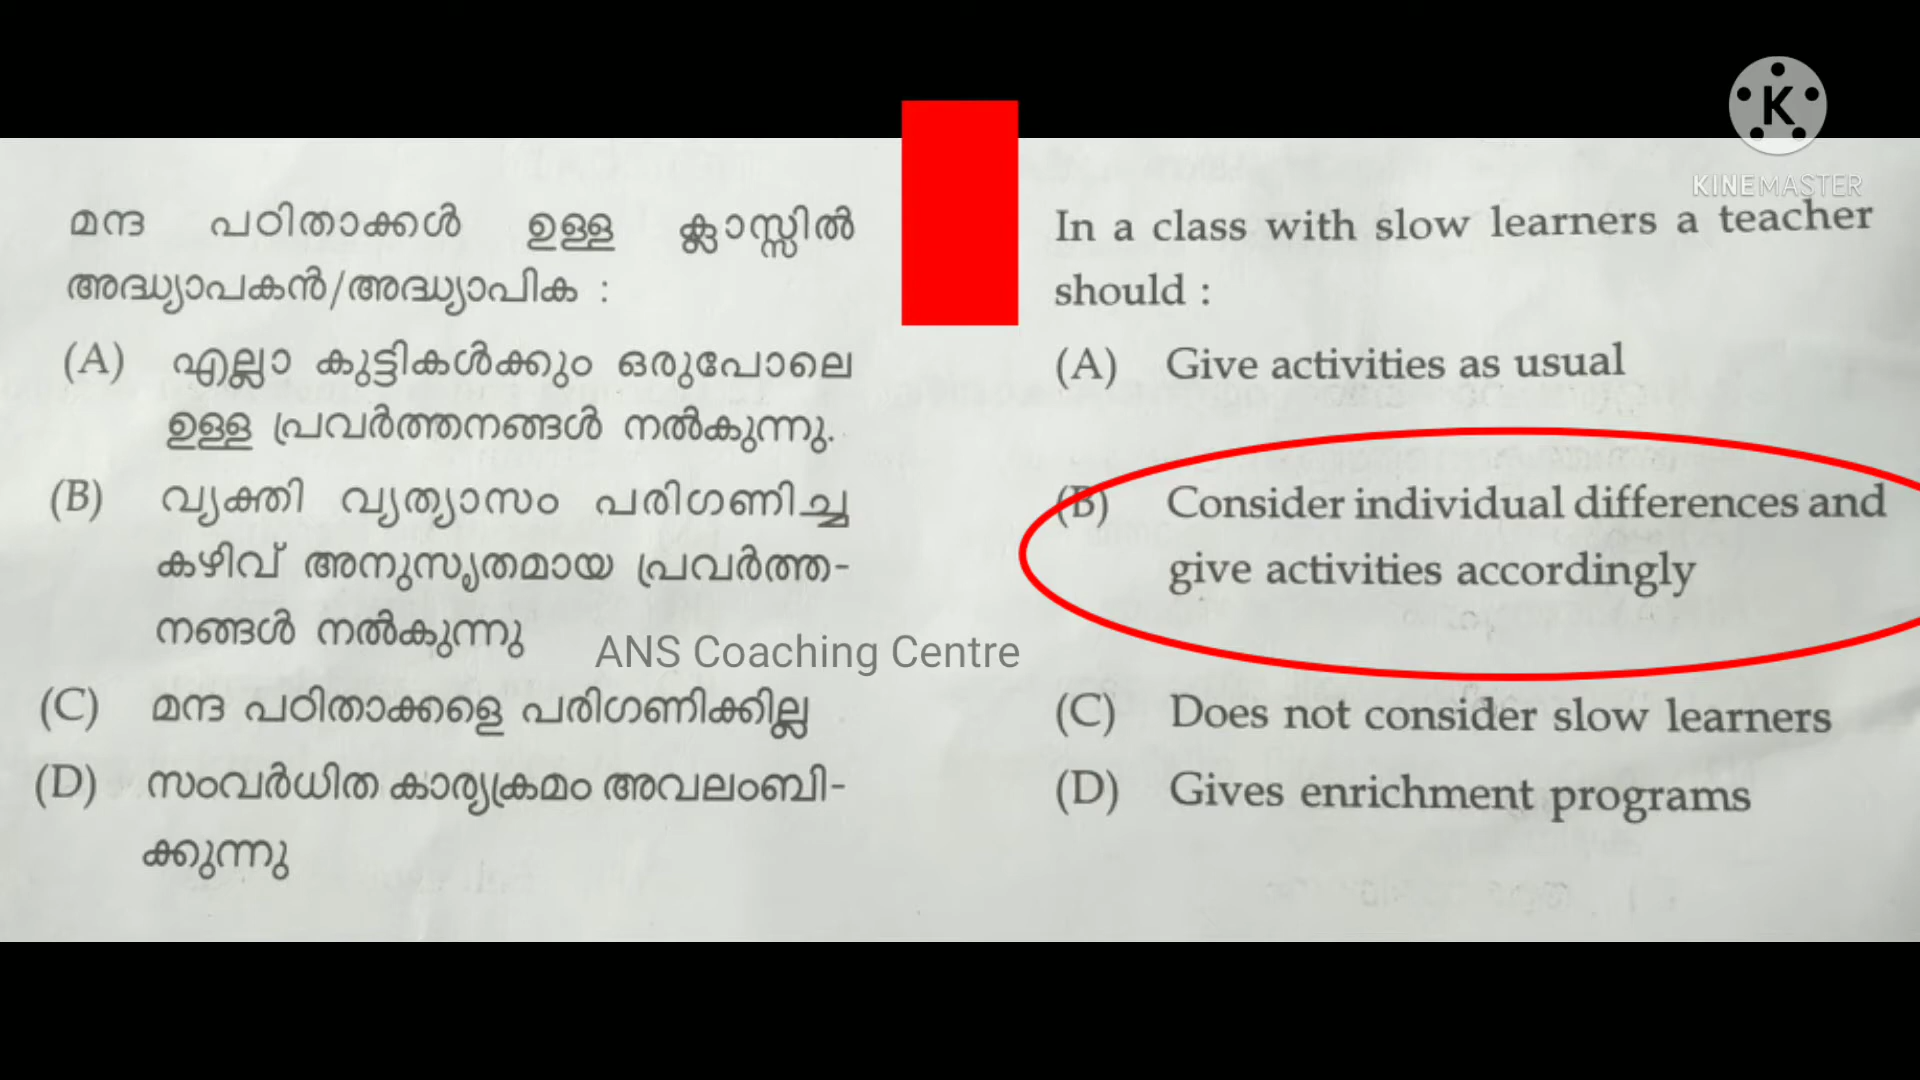 K
KINEMASTER
മന്ദ പഠിതാക്കൾ ഉള്ള ക്ലാസ്സിൽ
അദ്ധ്യാപകൻ/അദ്ധ്യാപിക :
(A) എല്ലാ കുട്ടികൾക്കും ഒരുപോലെ
ഉള്ള പ്രവർത്തനങ്ങൾ നൽകുന്നു.
(B) വ്യക്തി വ്യത്യാസം പരിഗണിച്ച
കഴിവ് അനുസൃതമായ പ്രവർത്ത-
നങ്ങൾ നൽകുന്നു
(C) മന്ദ പഠിതാക്കളെ പരിഗണിക്കില്ല
(D) സംവർധിത കാര്യക്രമം അവലംബി-
ക്കുന്നു
ANS Coaching Centre
In a class with slow learners a teacher
should :
(A) Give activities as usual
(B) Consider individual differences and
give activities accordingly
(C) Does not consider slow learners
(D) Gives enrichment programs